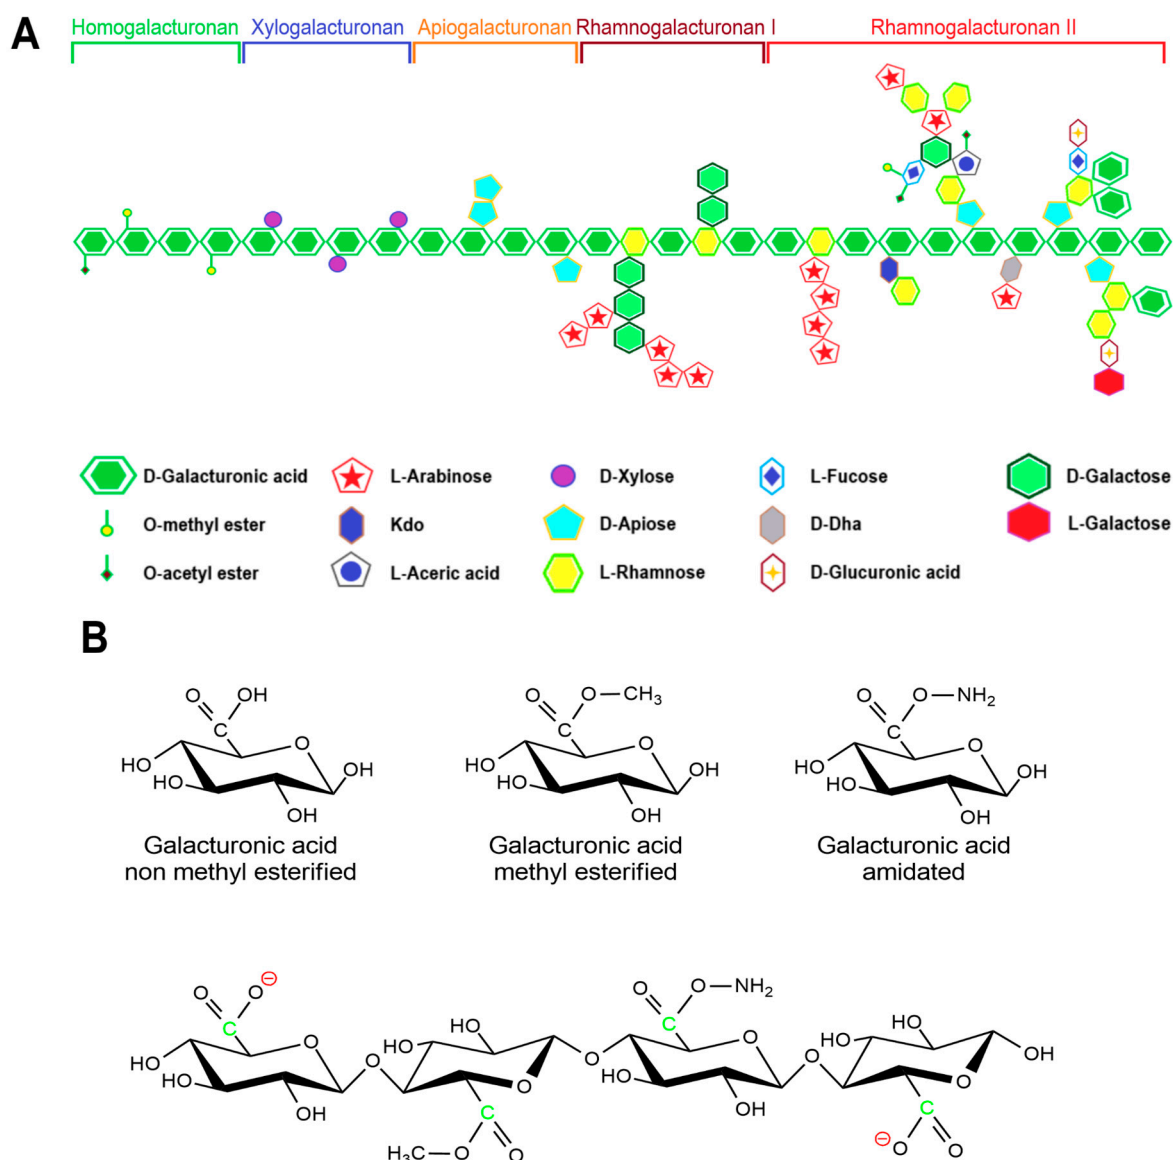 A
Homogalacturonan Xylogalacturonan Apiogalacturonan Rhamnogalacturonan I Rhamnogalacturonan II
D-Galacturonic acid L-Arabinose D-Xylose L-Fucose D-Galactose
O-methyl ester Kdo D-Apiose D-Dha L-Galactose
O-acetyl ester L-Aceric acid L-Rhamnose D-Glucuronic acid
B
O OH O O CH3 O O NH2
C C C
O O O
HO HO OH HO HO OH HO HO OH
OH OH OH
Galacturonic acid Galacturonic acid Galacturonic acid
non methyl esterified methyl esterified amidated
O O ⊖ O O NH2
C HO C HO
HO O HO O O HO O HO O OH
HO O HO O
OH OH
C C
H3C O O ⊖ O O